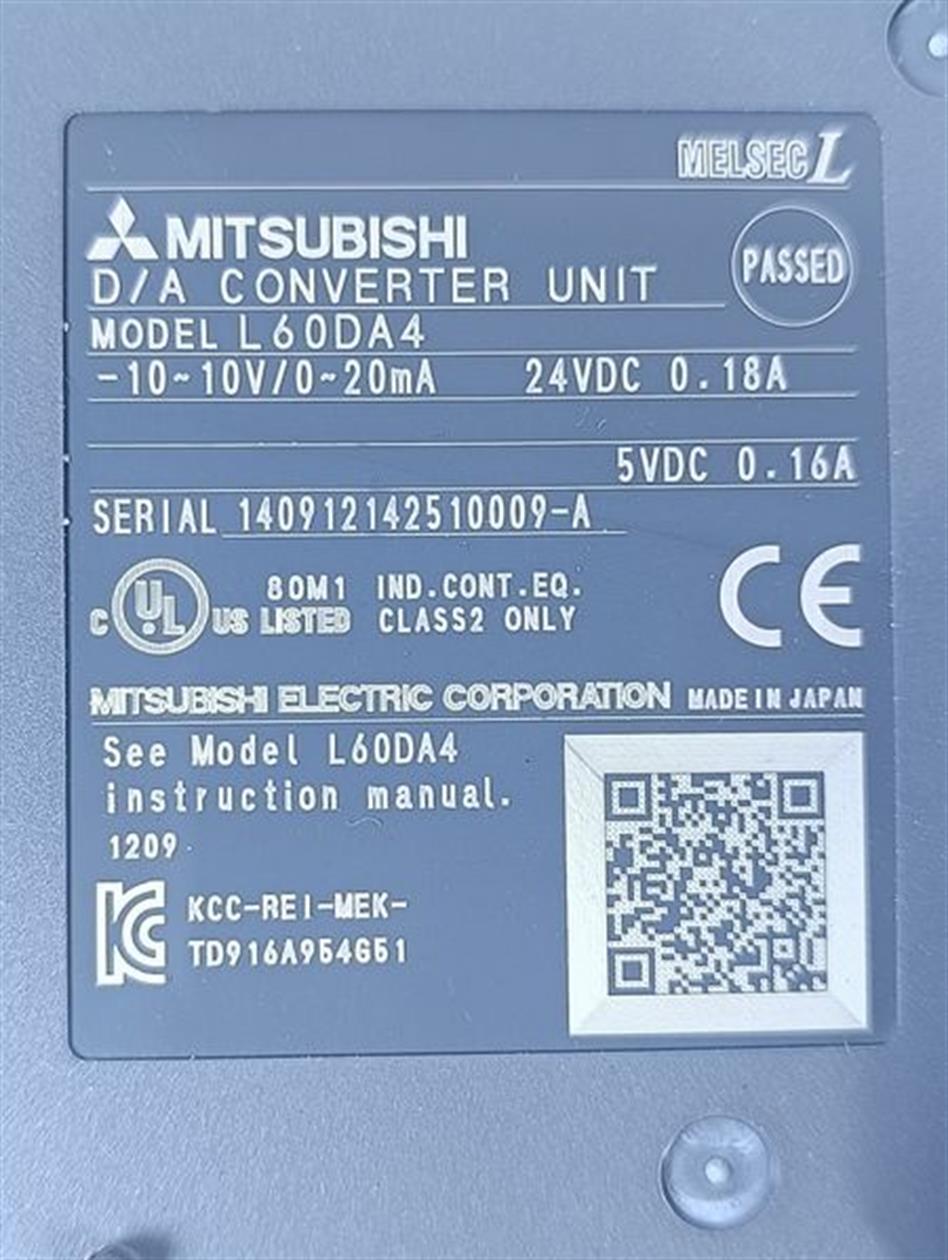 MELSEC L
MITSUBISHI
D/A CONVERTER UNIT
PASSED
MODEL L60DA4
-10~10V/0~20mA 24VDC 0.18A
5VDC 0.16A
SERIAL 140912142510009-A
C UL US LISTED 80M1 IND.CONT.EQ.
CLASS2 ONLY
CE
MITSUBISHI ELECTRIC CORPORATION MADE IN JAPAN
See Model L60DA4
instruction manual.
1209
KCC-REI-MEK-
TD916A954G51